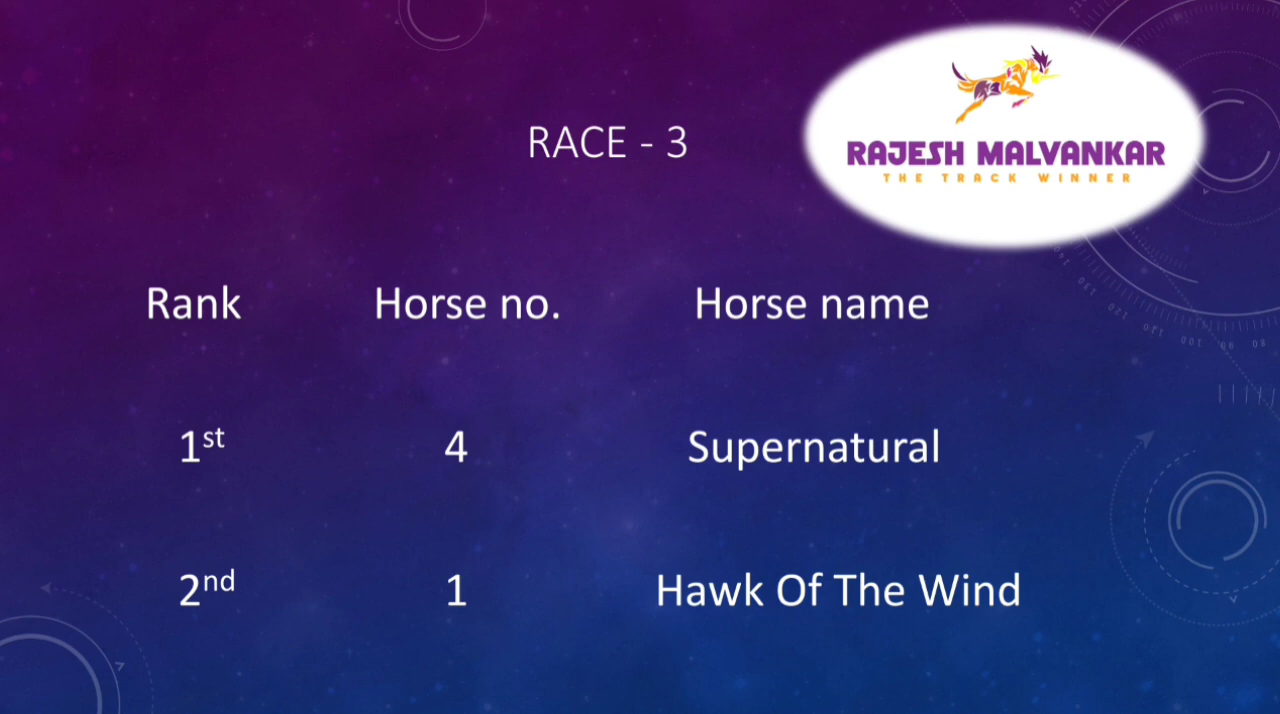 RACE - 3
RAJESH MALVANKAR
THE TRACK WINNER
Rank Horse no. Horse name
1st 4 Supernatural
2nd 1 Hawk Of The Wind